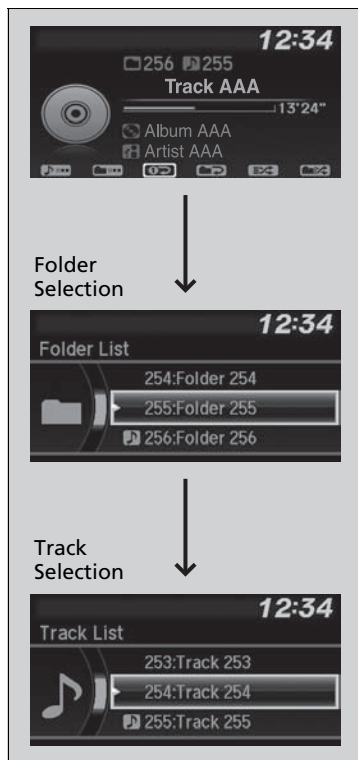 12:34
256 255
Track AAA
13'24"
Album AAA
Artist AAA
Folder
Selection
12:34
Folder List
254:Folder 254
255:Folder 255
256:Folder 256
Track
Selection
12:34
Track List
253:Track 253
254:Track 254
255:Track 255